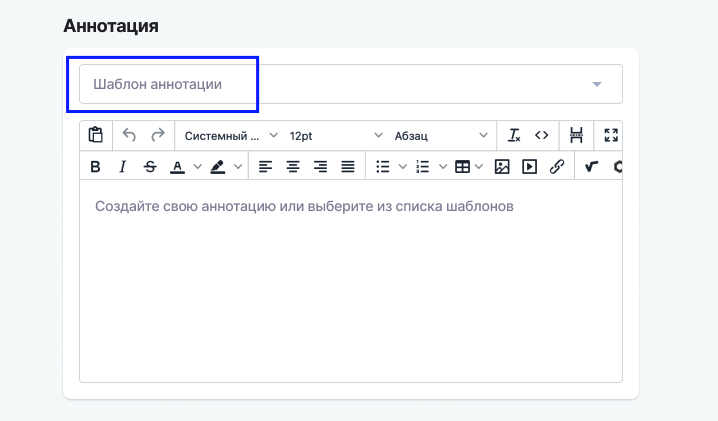 Аннотация
Шаблон аннотации
Системный ... 12pt Абзац
B I S A
Создайте свою аннотацию или выберите из списка шаблонов